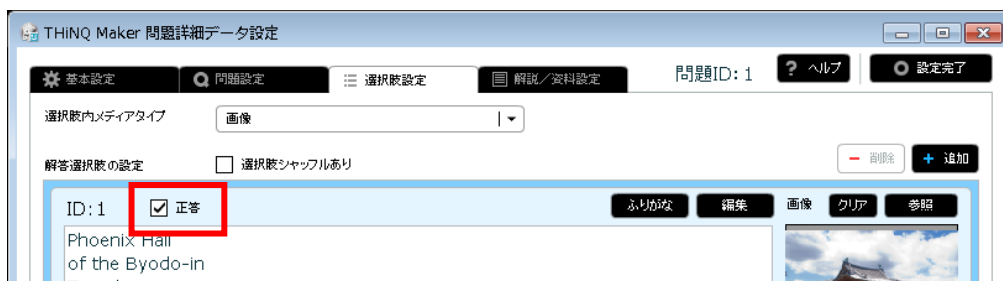 THiNQ Maker 問題詳細データ設定
基本設定 問題設定 選択肢設定 解説／資料設定 問題ID: 1 ? ヘルプ 設定完了
選択肢内メディアタイプ 画像
解答選択肢の設定 選択肢シャッフルあり － 削除 ＋ 追加
ID: 1 正答 ふりがな 編集 画像 クリア 参照
Phoenix Hall
of the Byodo-in